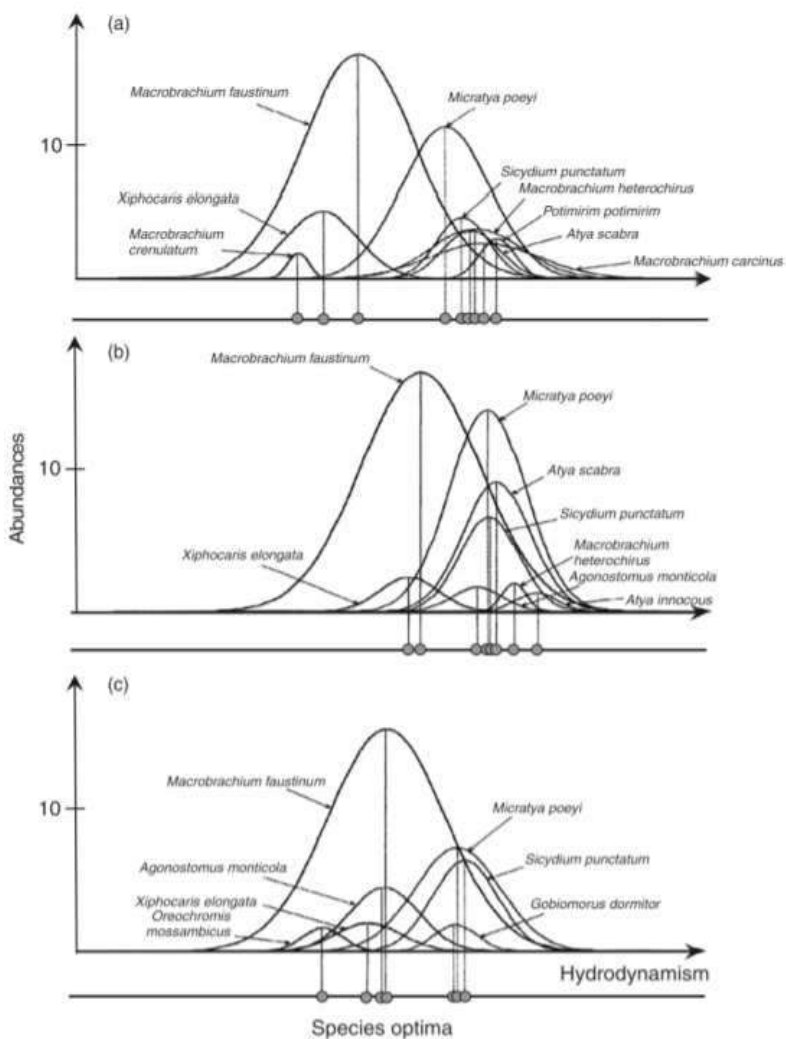 (a)
Macrobrachium faustinum
Micratya poeyi
10
Sicydium punctatum
Macrobrachium heterochirus
Xiphocaris elongata
Potimirim potimirim
Macrobrachium
crenulatum
Atya scabra
Macrobrachium carcinus
(b)
Macrobrachium faustinum
Micratya poeyi
Abundances
10
Atya scabra
Sicydium punctatum
Xiphocaris elongata
Macrobrachium
heterochirus
Agonostomus monticola
Atya innocous
(c)
Macrobrachium faustinum
10
Micratya poeyi
Agonostomus monticola
Sicydium punctatum
Xiphocaris elongata
Oreochromis
mossambicus
Gobiomorus dormitor
Hydrodynamism
Species optima